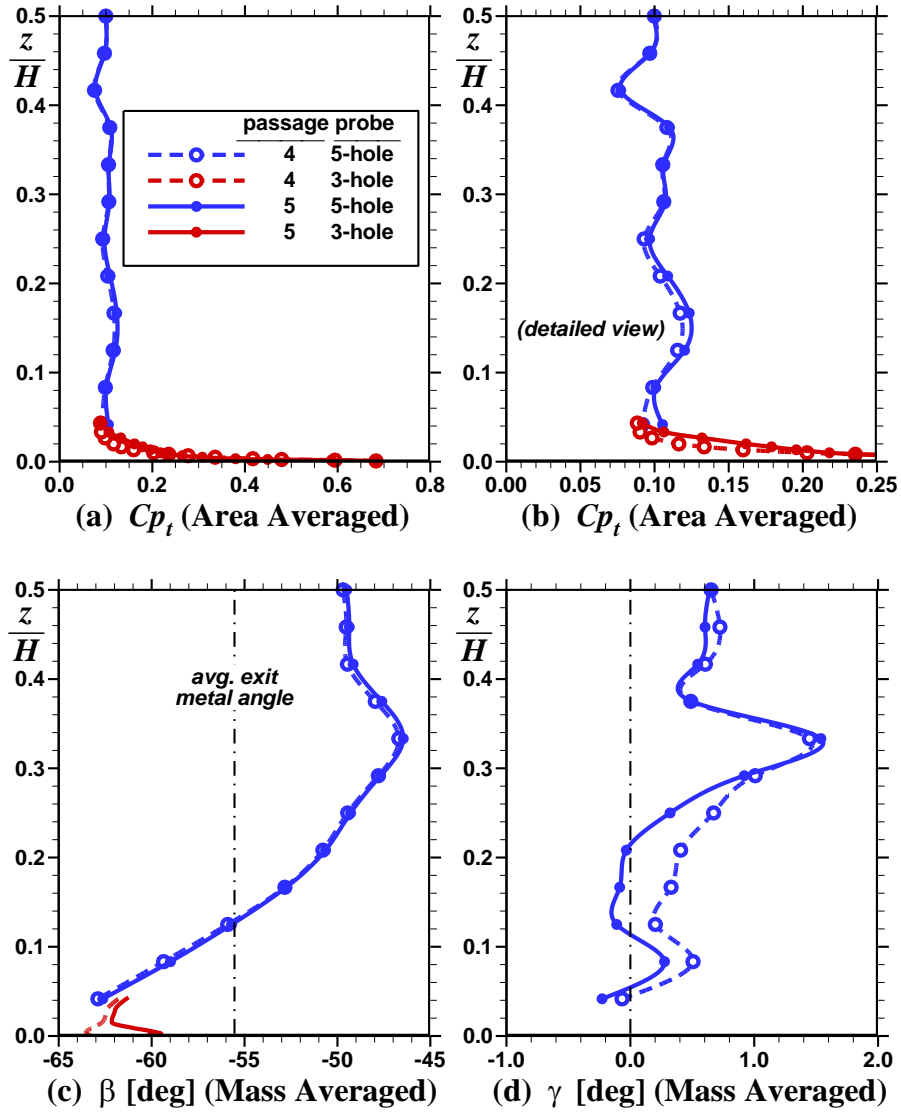 0.5
z
H
0.4
0.3
0.2
0.1
0.0
passage probe
4 5-hole
4 3-hole
5 5-hole
5 3-hole
0.0 0.2 0.4 0.6 0.8
(a) Cpt (Area Averaged)
0.5
z
H
0.4
0.3
0.2
0.1
0.0
(detailed view)
0.05 0.10 0.15 0.20 0.25
(b) Cpt (Area Averaged)
0.5
z
H
0.4
0.3
0.2
0.1
0.0
avg. exit
metal angle
-65 -60 -55 -50 -45
(c) β [deg] (Mass Averaged)
0.5
z
H
0.4
0.3
0.2
0.1
0.0
-1.0 0.0 1.0 2.0
(d) γ [deg] (Mass Averaged)